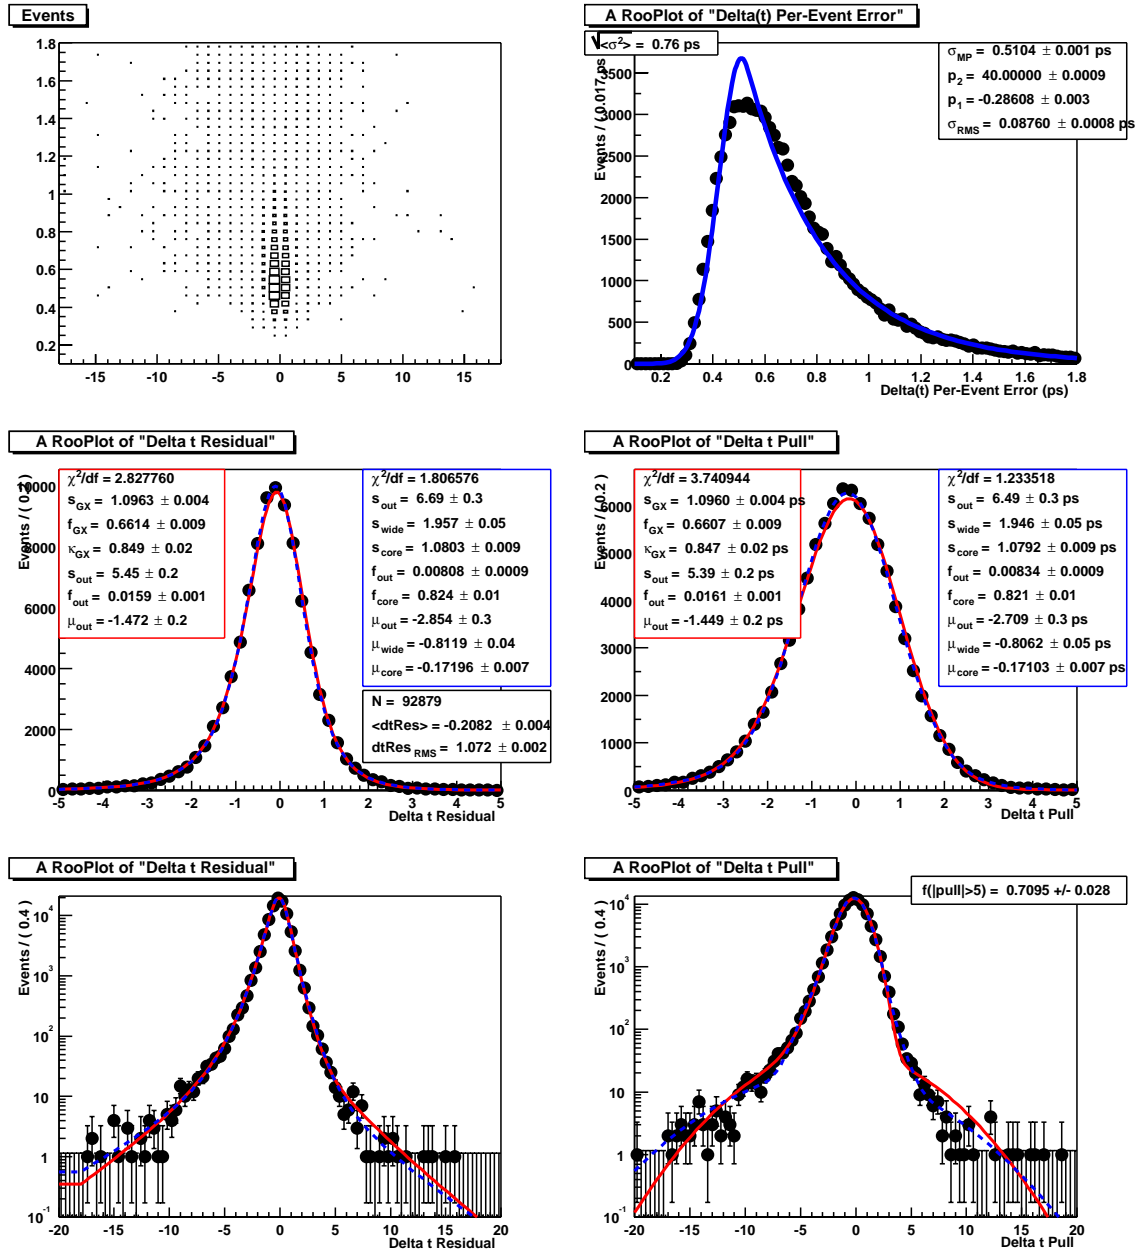 Events
1.8
1.6
1.4
1.2
1
0.8
0.6
0.4
0.2
-15 -10 -5 0 5 10 15
A RooPlot of "Delta(t) Per-Event Error"
√<σ²> = 0.76 ps
σMP = 0.5104 ± 0.001 ps
p2 = 40.00000 ± 0.0009
p1 = -0.28608 ± 0.003
σRMS = 0.08760 ± 0.0008 ps
Events / ( 0.017 ps
3500
3000
2500
2000
1500
1000
500
0
0.2 0.4 0.6 0.8 1 1.2 1.4 1.6 1.8
Delta(t) Per-Event Error (ps)
A RooPlot of "Delta t Residual"
χ²/df = 2.827760
sGX = 1.0963 ± 0.004
fGX = 0.6614 ± 0.009
κGX = 0.849 ± 0.02
sout = 5.45 ± 0.2
fout = 0.0159 ± 0.001
μout = -1.472 ± 0.2
χ²/df = 1.806576
sout = 6.69 ± 0.3
swide = 1.957 ± 0.05
score = 1.0803 ± 0.009
fout = 0.00808 ± 0.0009
fcore = 0.824 ± 0.01
μout = -2.854 ± 0.3
μwide = -0.8119 ± 0.04
μcore = -0.17196 ± 0.007
N = 92879
<dtRes> = -0.2082 ± 0.004
dtRes RMS = 1.072 ± 0.002
Events / ( 0.2 )
10000
8000
6000
4000
2000
0
-5 -4 -3 -2 -1 0 1 2 3 4 5
Delta t Residual
A RooPlot of "Delta t Pull"
χ²/df = 3.740944
sGX = 1.0960 ± 0.004 ps
fGX = 0.6607 ± 0.009
κGX = 0.847 ± 0.02 ps
sout = 5.39 ± 0.2 ps
fout = 0.0161 ± 0.001
μout = -1.449 ± 0.2 ps
χ²/df = 1.233518
sout = 6.49 ± 0.3 ps
swide = 1.946 ± 0.05 ps
score = 1.0792 ± 0.009 ps
fout = 0.00834 ± 0.0009
fcore = 0.821 ± 0.01
μout = -2.709 ± 0.3 ps
μwide = -0.8062 ± 0.05 ps
μcore = -0.17103 ± 0.007 ps
Events / ( 0.2 )
6000
5000
4000
3000
2000
1000
0
-5 -4 -3 -2 -1 0 1 2 3 4 5
Delta t Pull
A RooPlot of "Delta t Residual"
Events / ( 0.4 )
10⁴
10³
10²
10
1
10⁻¹
-20 -15 -10 -5 0 5 10 15 20
Delta t Residual
A RooPlot of "Delta t Pull"
f(|pull|>5) = 0.7095 +/- 0.028
Events / ( 0.4 )
10⁴
10³
10²
10
1
10⁻¹
-20 -15 -10 -5 0 5 10 15 20
Delta t Pull